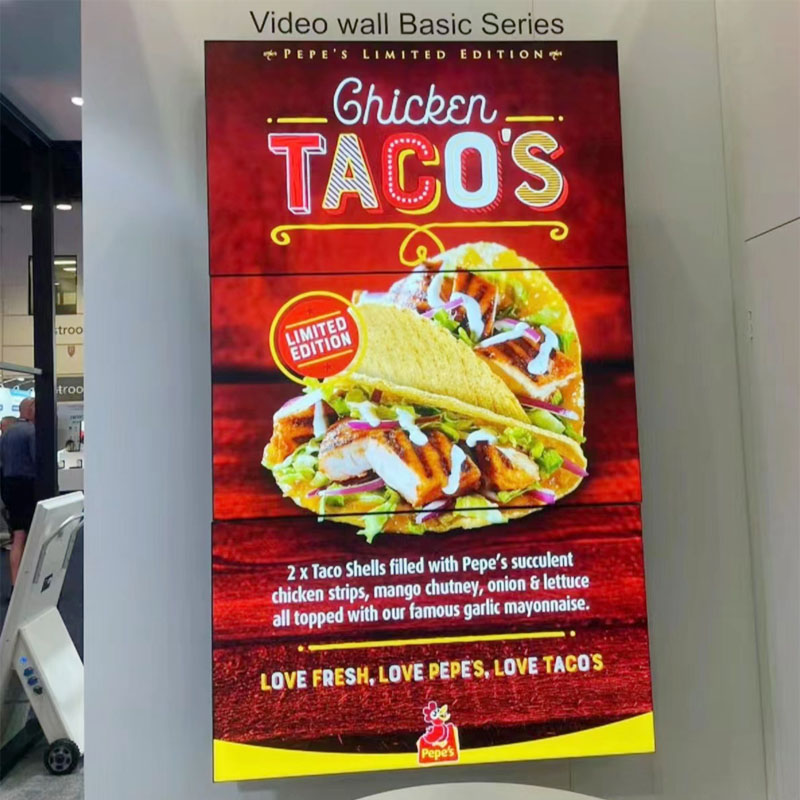 Video wall Basic Series
PEPE'S LIMITED EDITION
Chicken
TACO'S
LIMITED
EDITION
2 x Taco Shells filled with Pepe's succulent
chicken strips, mango chutney, onion & lettuce
all topped with our famous garlic mayonnaise.
LOVE FRESH, LOVE PEPE'S, LOVE TACO'S
Pepe's